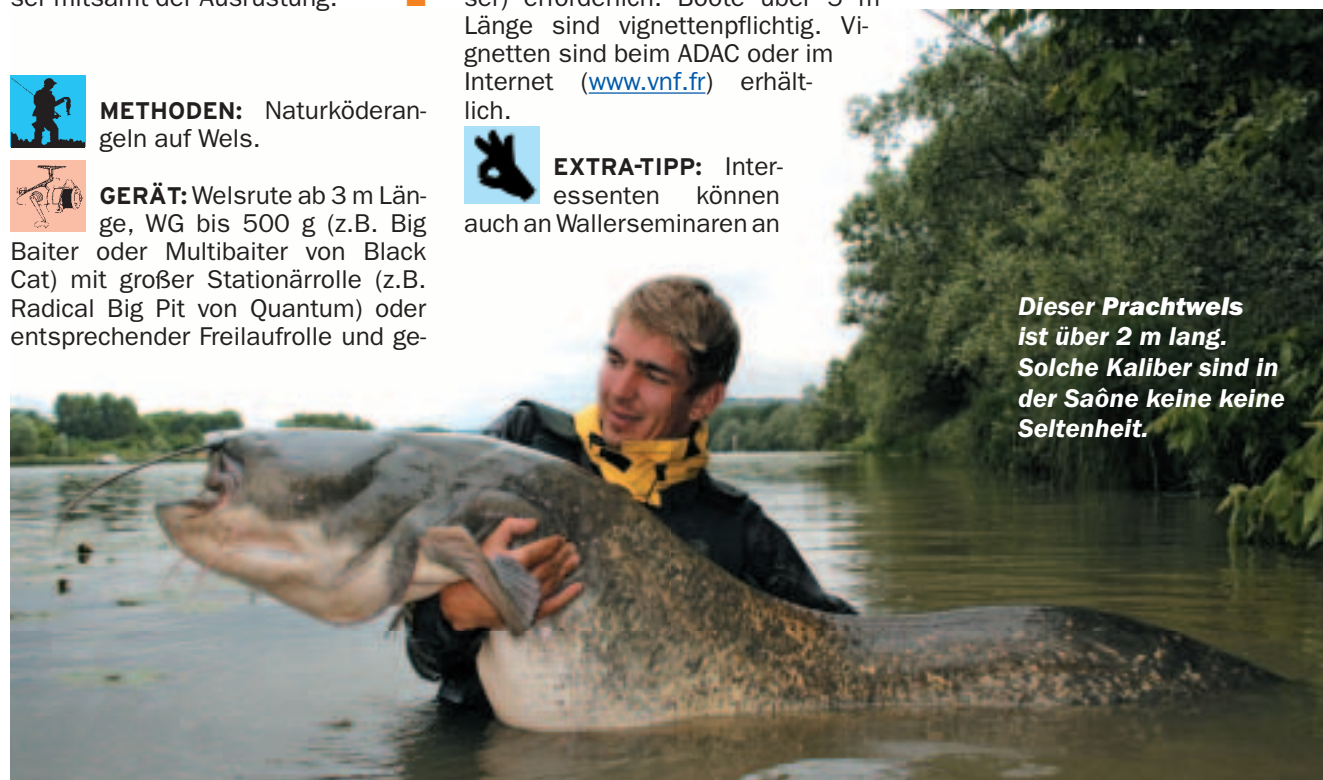 ser mitsamt der Ausrüstung.
METHODEN: Naturköderan-
geln auf Wels.
GERÄT: Welsrute ab 3 m Län-
ge, WG bis 500 g (z.B. Big
Baiter oder Multibaiter von Black
Cat) mit großer Stationärrolle (z.B.
Radical Big Pit von Quantum) oder
entsprechender Freilaufrolle und ge-
ser) erforderlich. Boote über 5 m
Länge sind vignettenpflichtig. Vi-
gnetten sind beim ADAC oder im
Internet (www.vnf.fr) erhält-
lich.
EXTRA-TIPP: Inter-
essenten können
auch an Wallerseminaren an
Dieser Prachtwels
ist über 2 m lang.
Solche Kaliber sind in
der Saône keine keine
Seltenheit.